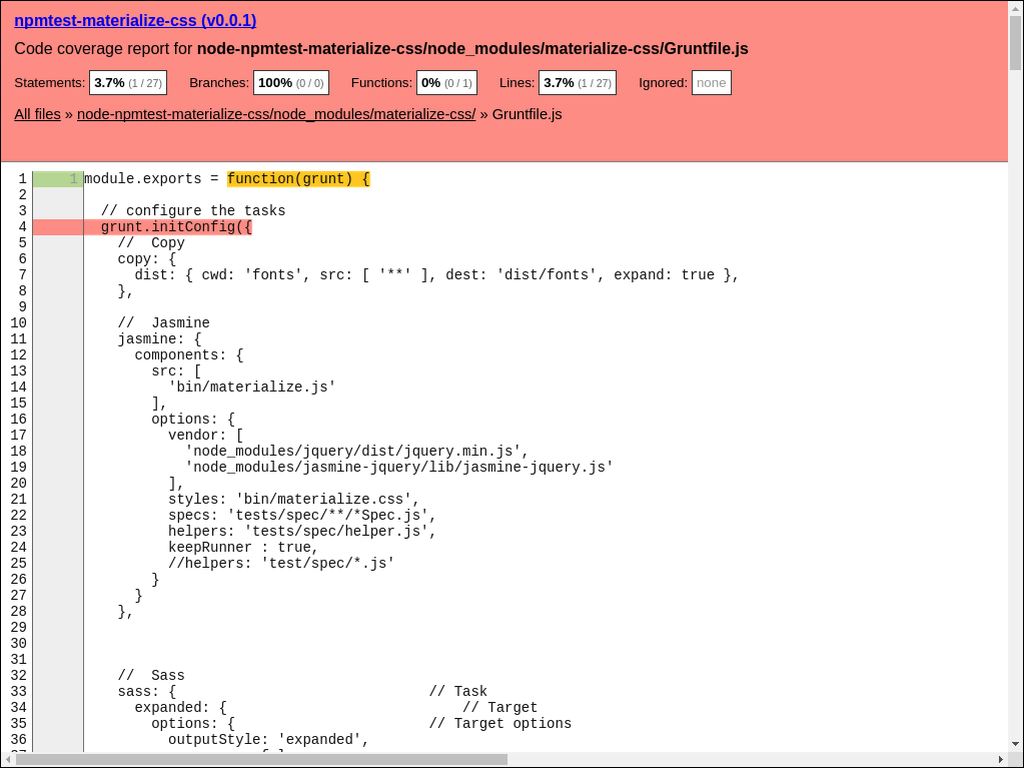 npmtest-materialize-css (v0.0.1)
Code coverage report for node-npmtest-materialize-css/node_modules/materialize-css/Gruntfile.js
Statements: 3.7% (1 / 27) Branches: 100% (0 / 0) Functions: 0% (0 / 1) Lines: 3.7% (1 / 27) Ignored: none
All files » node-npmtest-materialize-css/node_modules/materialize-css/ » Gruntfile.js
1 1 module.exports = function(grunt) {
2
3 // configure the tasks
4 grunt.initConfig({
5 //  Copy
6 copy: {
7 dist: { cwd: 'fonts', src: [ '**' ], dest: 'dist/fonts', expand: true },
8 },
9
10 //  Jasmine
11 jasmine: {
12 components: {
13 src: [
14 'bin/materialize.js'
15 ],
16 options: {
17 vendor: [
18 'node_modules/jquery/dist/jquery.min.js',
19 'node_modules/jasmine-jquery/lib/jasmine-jquery.js'
20 ],
21 styles: 'bin/materialize.css',
22 specs: 'tests/spec/**/*Spec.js',
23 helpers: 'tests/spec/helper.js',
24 keepRunner : true,
25 //helpers: 'test/spec/*.js'
26 }
27 }
28 },
29
30
31
32 //  Sass
33 sass: { // Task
34 expanded: { // Target
35 options: { // Target options
36 outputStyle: 'expanded',